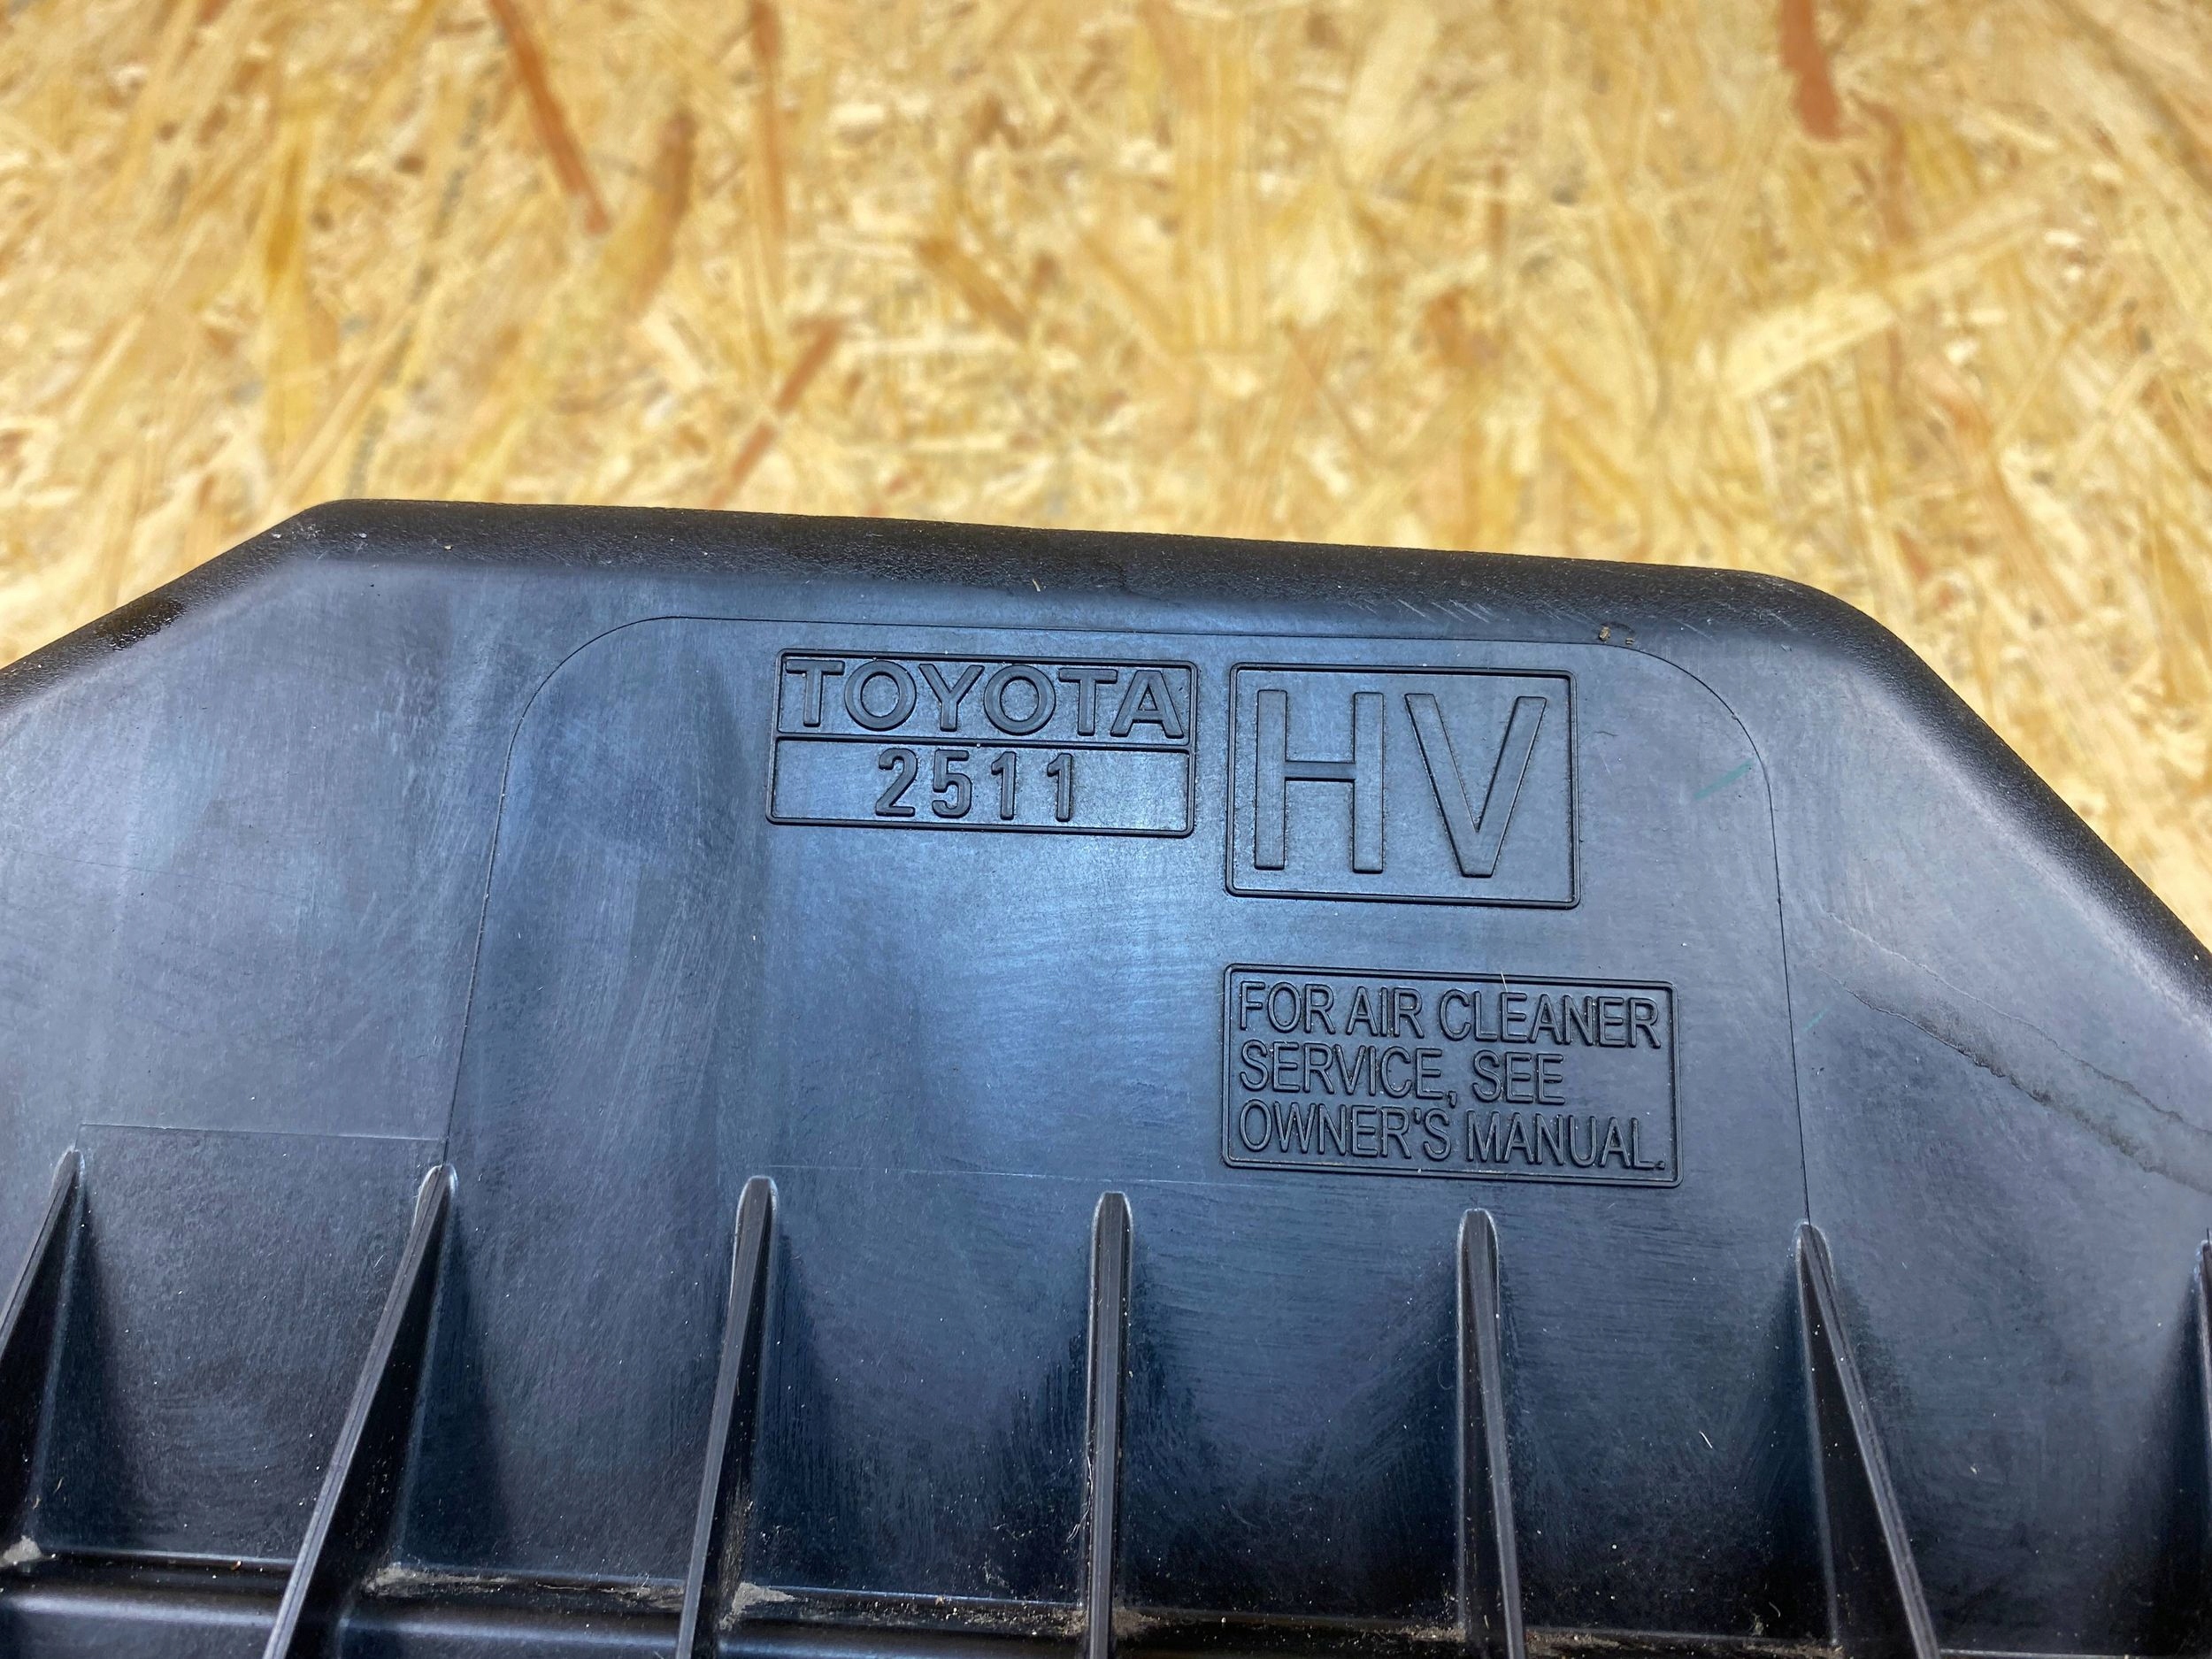 TOYOTA
2511
HV
FOR AIR CLEANER
SERVICE, SEE
OWNER'S MANUAL.